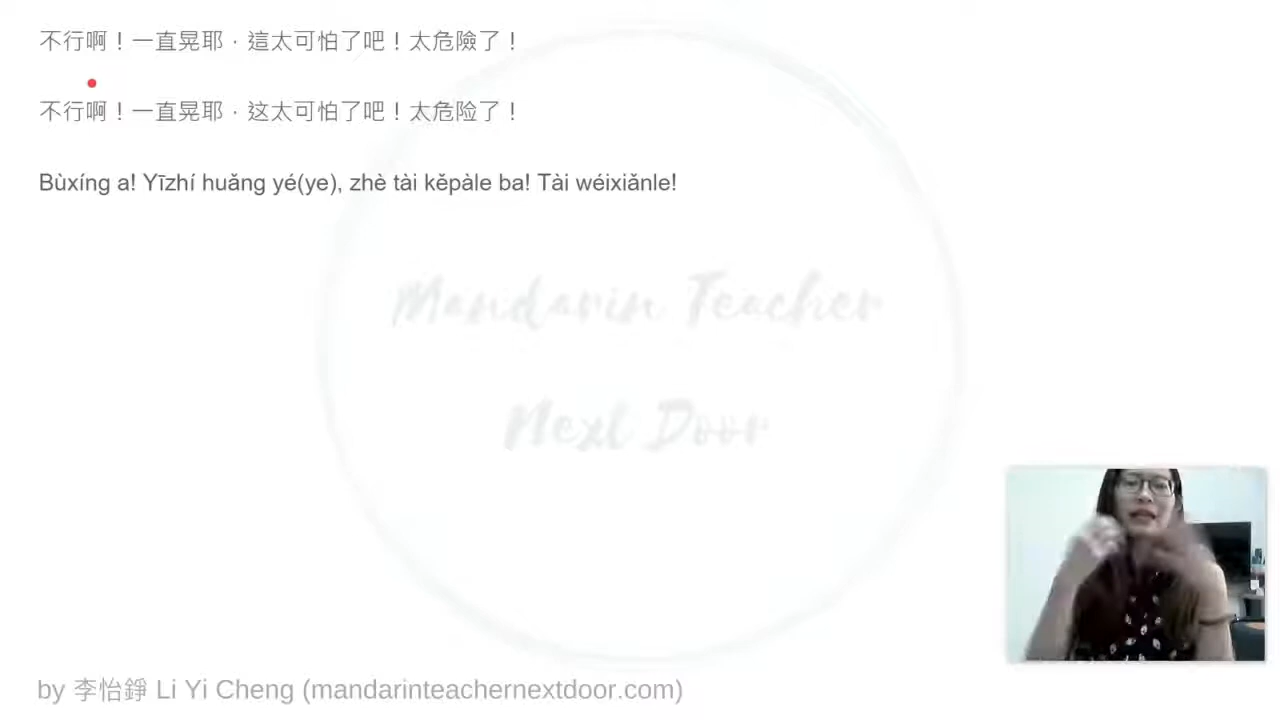 不行啊！一直晃耶，這太可怕了吧！太危險了！
不行啊！一直晃耶，这太可怕了吧！太危险了！
Bùxíng a! Yīzhí huǎng yé(ye), zhè tài kěpàle ba! Tài wéixiǎnle!
Mandarin Teacher
Next Door
by 李怡錚 Li Yi Cheng (mandarinteachernextdoor.com)